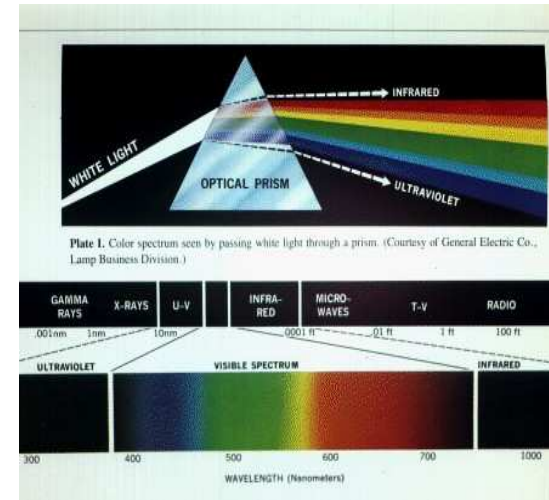 INFRARED
WHITE LIGHT
OPTICAL PRISM
ULTRAVIOLET
Plate I. Color spectrum seen by passing white light through a prism. (Courtesy of General Electric Co.,
Lamp Business Division.)
GAMMA RAYS X-RAYS U-V INFRA-RED MICRO-WAVES T-V RADIO
.001nm 1nm 10nm .0001 ft .01 ft 1 ft 100 ft
ULTRAVIOLET VISIBLE SPECTRUM INFRARED
300 400 500 600 700 1000
WAVELENGTH (Nanometers)